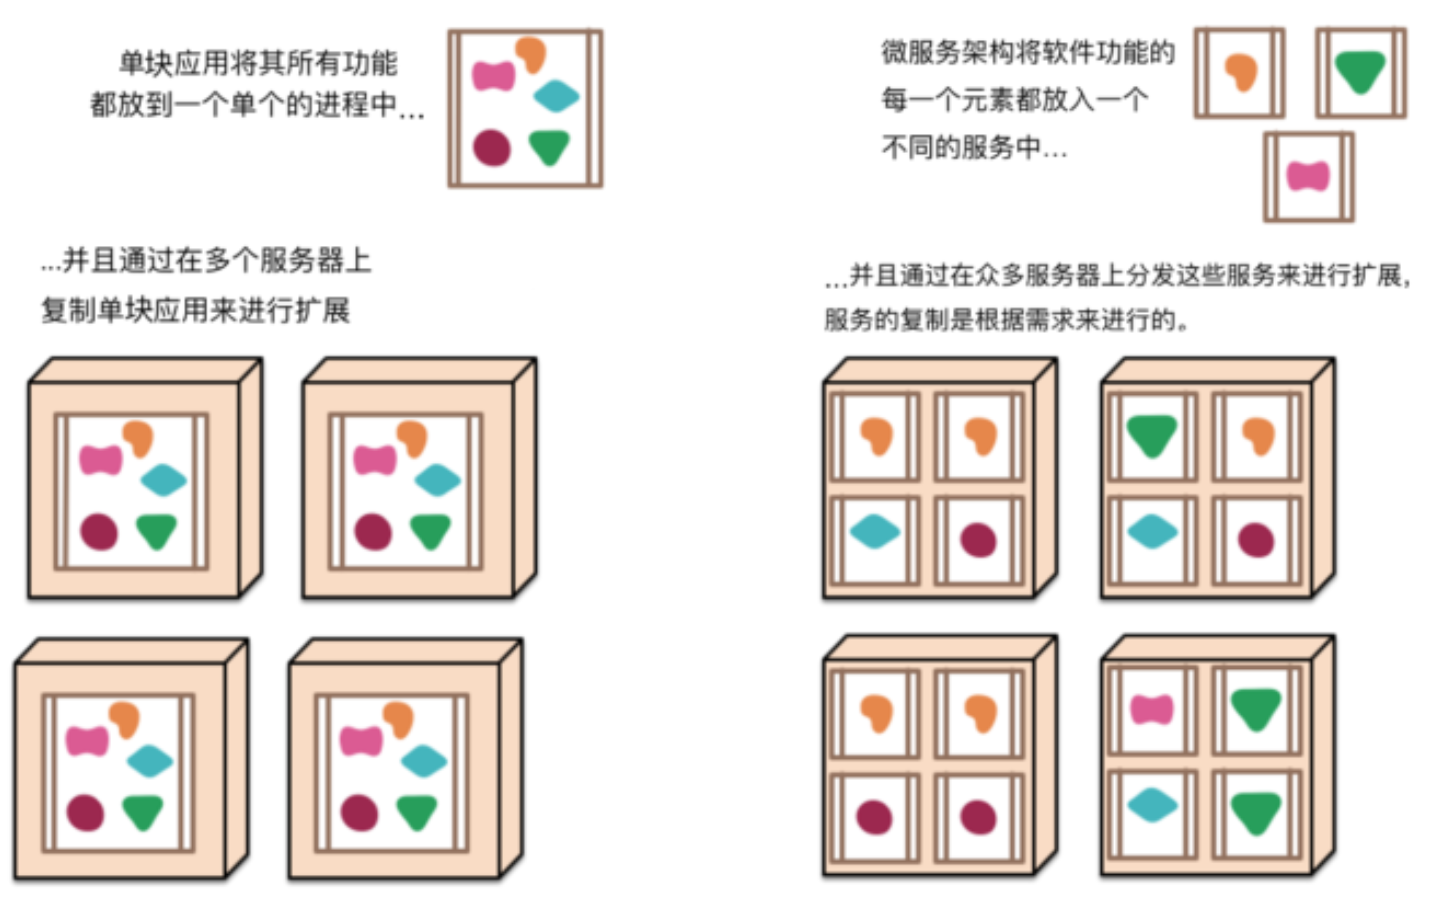 单块应用将其所有功能
都放到一个单个的进程中...
...并且通过在多个服务器上
复制单块应用来进行扩展
微服务架构将软件功能的
每一个元素都放入一个
不同的服务中...
...并且通过在众多服务器上分发这些服务来进行扩展,
服务的复制是根据需求来进行的。